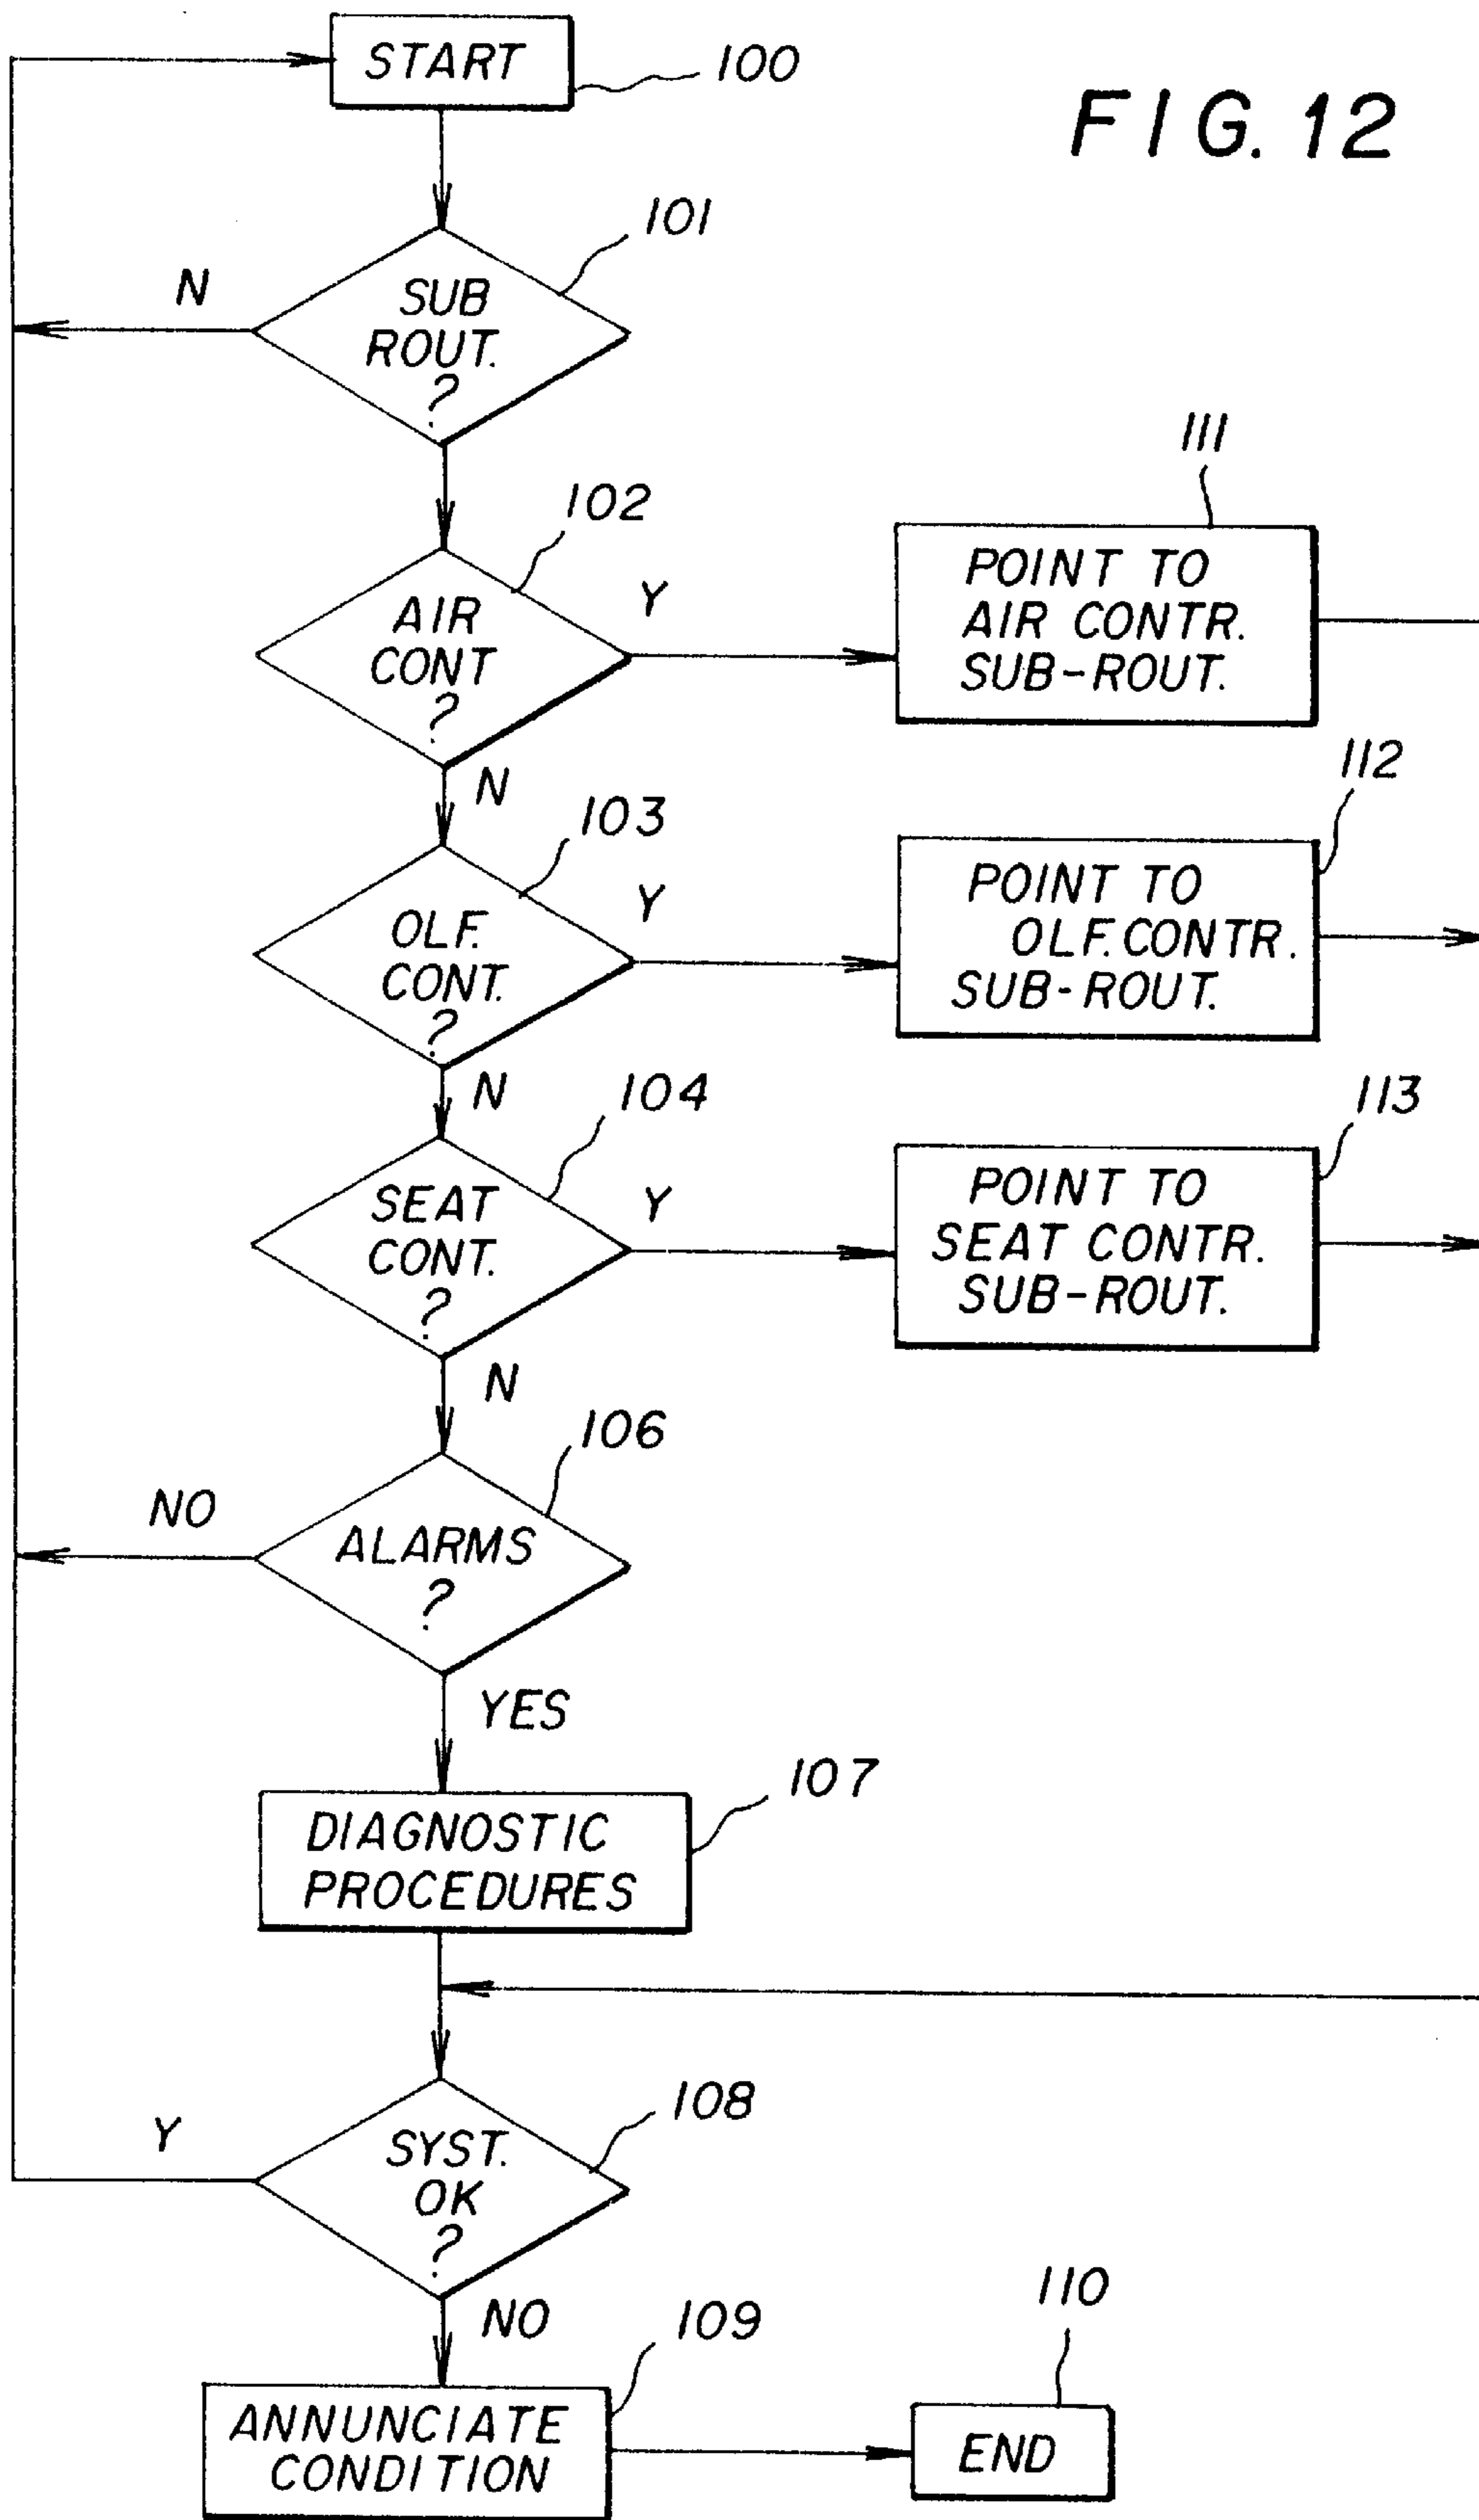 START
100
FIG. 12
101
N
SUB
ROUT.
?
111
102
AIR
CONT
?
Y
POINT TO
AIR CONTR.
SUB-ROUT.
N
112
103
OLF.
CONT.
?
Y
POINT TO
OLF. CONTR.
SUB-ROUT.
N
104
113
SEAT
CONT.
?
Y
POINT TO
SEAT CONTR.
SUB-ROUT.
N
106
NO
ALARMS
?
YES
107
DIAGNOSTIC
PROCEDURES
108
Y
SYST.
OK
?
NO
109
110
ANNUNCIATE
CONDITION
END